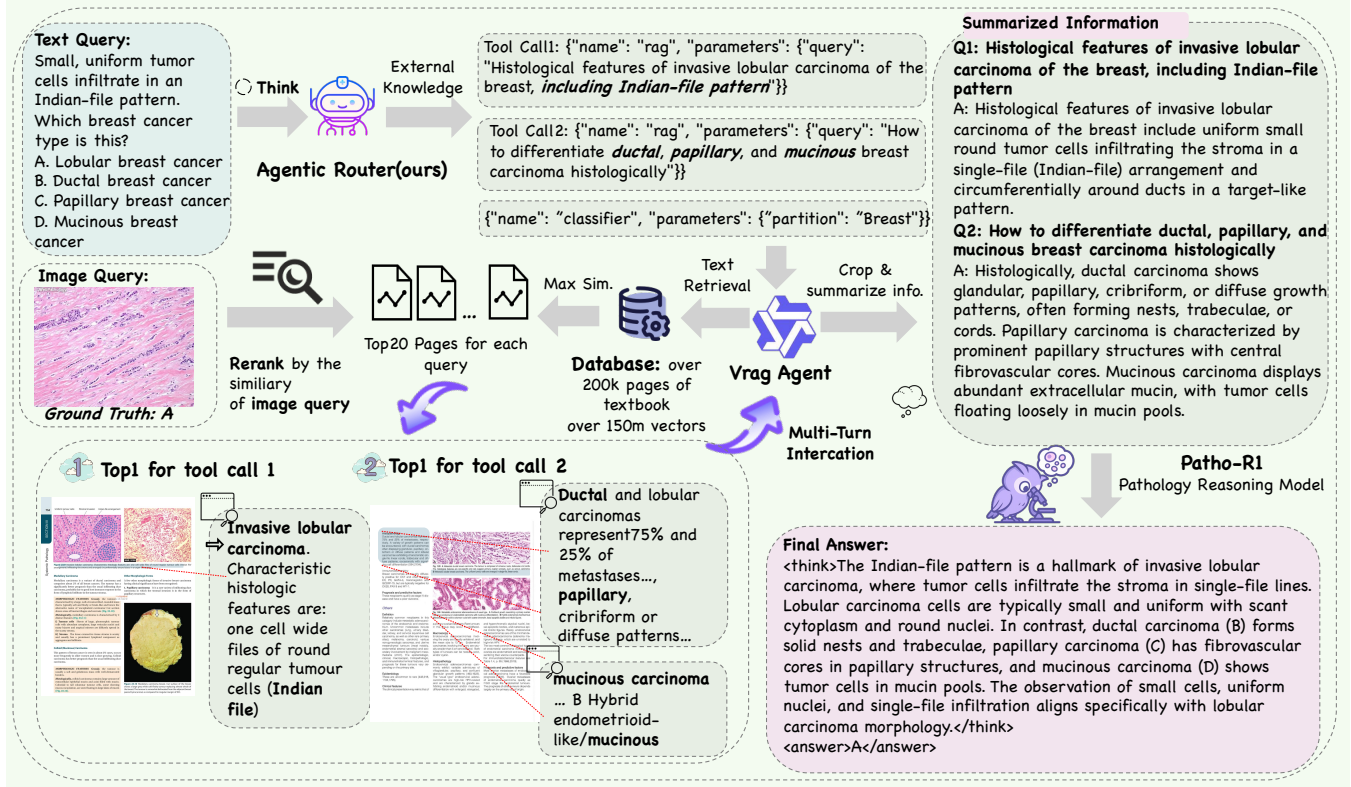 Text Query:
Small, uniform tumor
cells infiltrate in an
Indian-file pattern.
Which breast cancer
type is this?
A. Lobular breast cancer
B. Ductal breast cancer
C. Papillary breast cancer
D. Mucinous breast
cancer
Image Query:
Ground Truth: A
Think
Agentic Router(ours)
External
Knowledge
Tool Call1: {"name": "rag", "parameters": {"query":
"Histological features of invasive lobular carcinoma of the
breast, including Indian-file pattern"}}
Tool Call2: {"name": "rag", "parameters": {"query": "How
to differentiate ductal, papillary, and mucinous breast
carcinoma histologically"}}
{"name": "classifier", "parameters": {"partition": "Breast"}}
Rerank by the
similiary
of image query
Top20 Pages for each
query
...
Max Sim.
Database: over
200k pages of
textbook
over 150m vectors
Text
Retrieval
Vrag Agent
Crop &
summarize info.
Multi-Turn
Intercation
Summarized Information
Q1: Histological features of invasive lobular
carcinoma of the breast, including Indian-file
pattern
A: Histological features of invasive lobular
carcinoma of the breast include uniform small
round tumor cells infiltrating the stroma in a
single-file (Indian-file) arrangement and
circumferentially around ducts in a target-like
pattern.
Q2: How to differentiate ductal, papillary, and
mucinous breast carcinoma histologically
A: Histologically, ductal carcinoma shows
glandular, papillary, cribriform, or diffuse growth
patterns, often forming nests, trabeculae, or
cords. Papillary carcinoma is characterized by
prominent papillary structures with central
fibrovascular cores. Mucinous carcinoma displays
abundant extracellular mucin, with tumor cells
floating loosely in mucin pools.
1 Top1 for tool call 1
Invasive lobular
carcinoma.
Characteristic
histologic
features are:
one cell wide
files of round
regular tumour
cells (Indian
file)
2 Top1 for tool call 2
Ductal and lobular
carcinomas
represent75% and
25% of
metastases...,
papillary,
cribriform or
diffuse patterns...
mucinous carcinoma
... B Hybrid
endometrioid-
like/mucinous
Patho-R1
Pathology Reasoning Model
Final Answer:
<think>The Indian-file pattern is a hallmark of invasive lobular
carcinoma, where tumor cells infiltrate the stroma in single-file lines.
Lobular carcinoma cells are typically small and uniform with scant
cytoplasm and round nuclei. In contrast, ductal carcinoma (B) forms
solid nests and trabeculae, papillary carcinoma (C) has fibrovascular
cores in papillary structures, and mucinous carcinoma (D) shows
tumor cells in mucin pools. The observation of small cells, uniform
nuclei, and single-file infiltration aligns specifically with lobular
carcinoma morphology.</think>
<answer>A</answer>